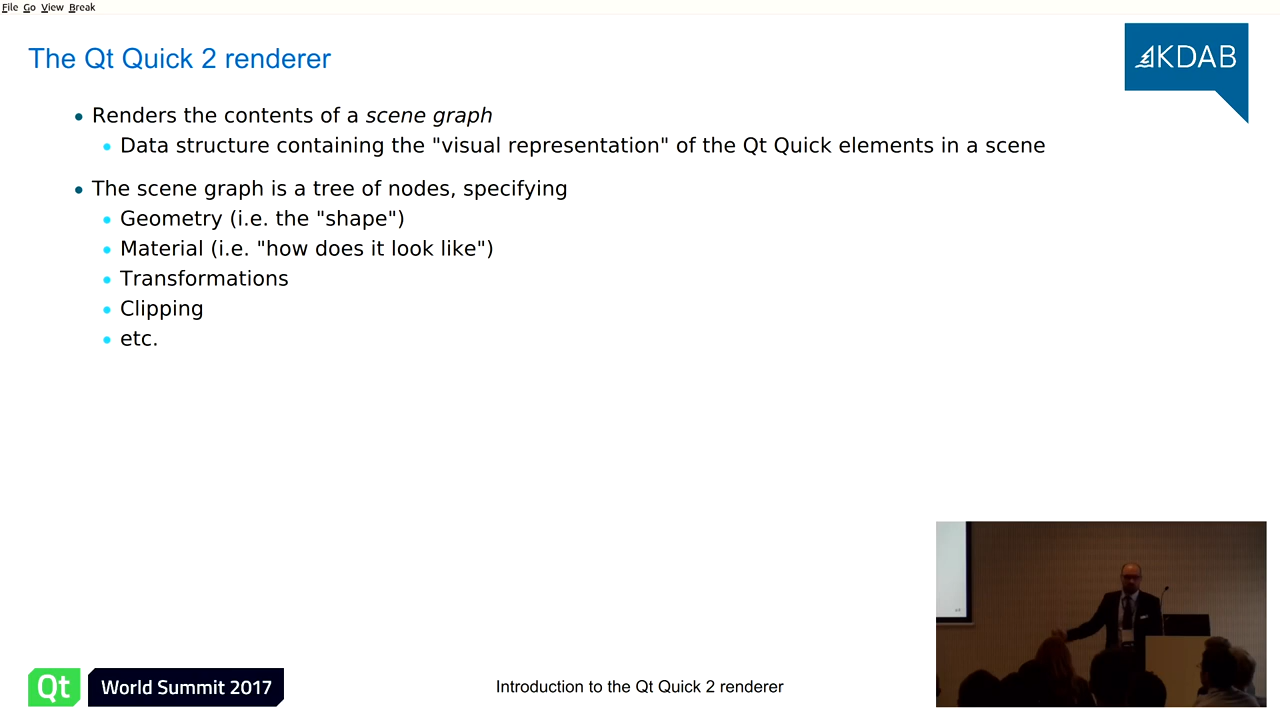 File Go View Break
The Qt Quick 2 renderer
KDAB
Renders the contents of a scene graph
Data structure containing the "visual representation" of the Qt Quick elements in a scene
The scene graph is a tree of nodes, specifying
Geometry (i.e. the "shape")
Material (i.e. "how does it look like")
Transformations
Clipping
etc.
Qt World Summit 2017
Introduction to the Qt Quick 2 renderer